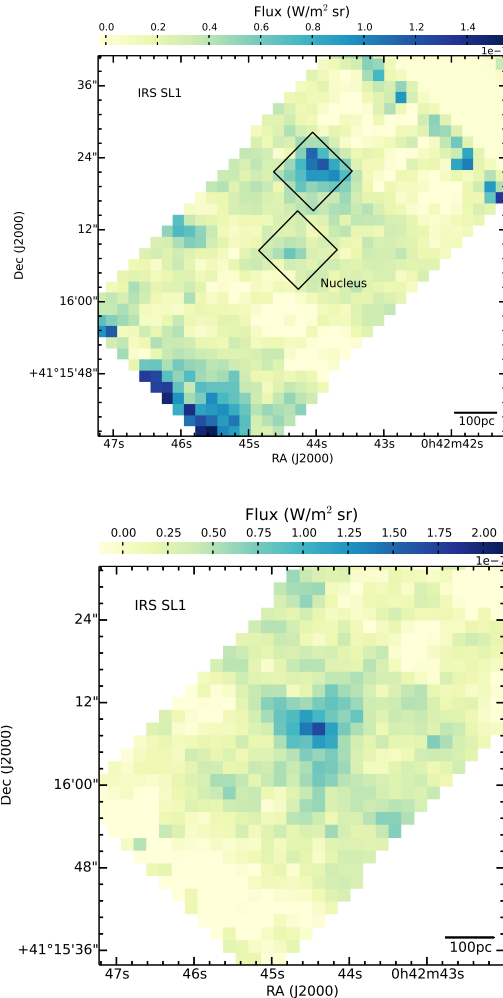 Flux (W/m² sr)
0.0 0.2 0.4 0.6 0.8 1.0 1.2 1.4
1e−
36"
IRS SL1
24"
12"
Dec (J2000)
Nucleus
16'00"
+41°15'48"
100pc
47s 46s 45s 44s 43s 0h42m42s
RA (J2000)
Flux (W/m² sr)
0.00 0.25 0.50 0.75 1.00 1.25 1.50 1.75 2.00
1e−7
IRS SL1
24"
12"
Dec (J2000)
16'00"
48"
100pc
+41°15'36"
47s 46s 45s 44s 0h42m43s
RA (J2000)